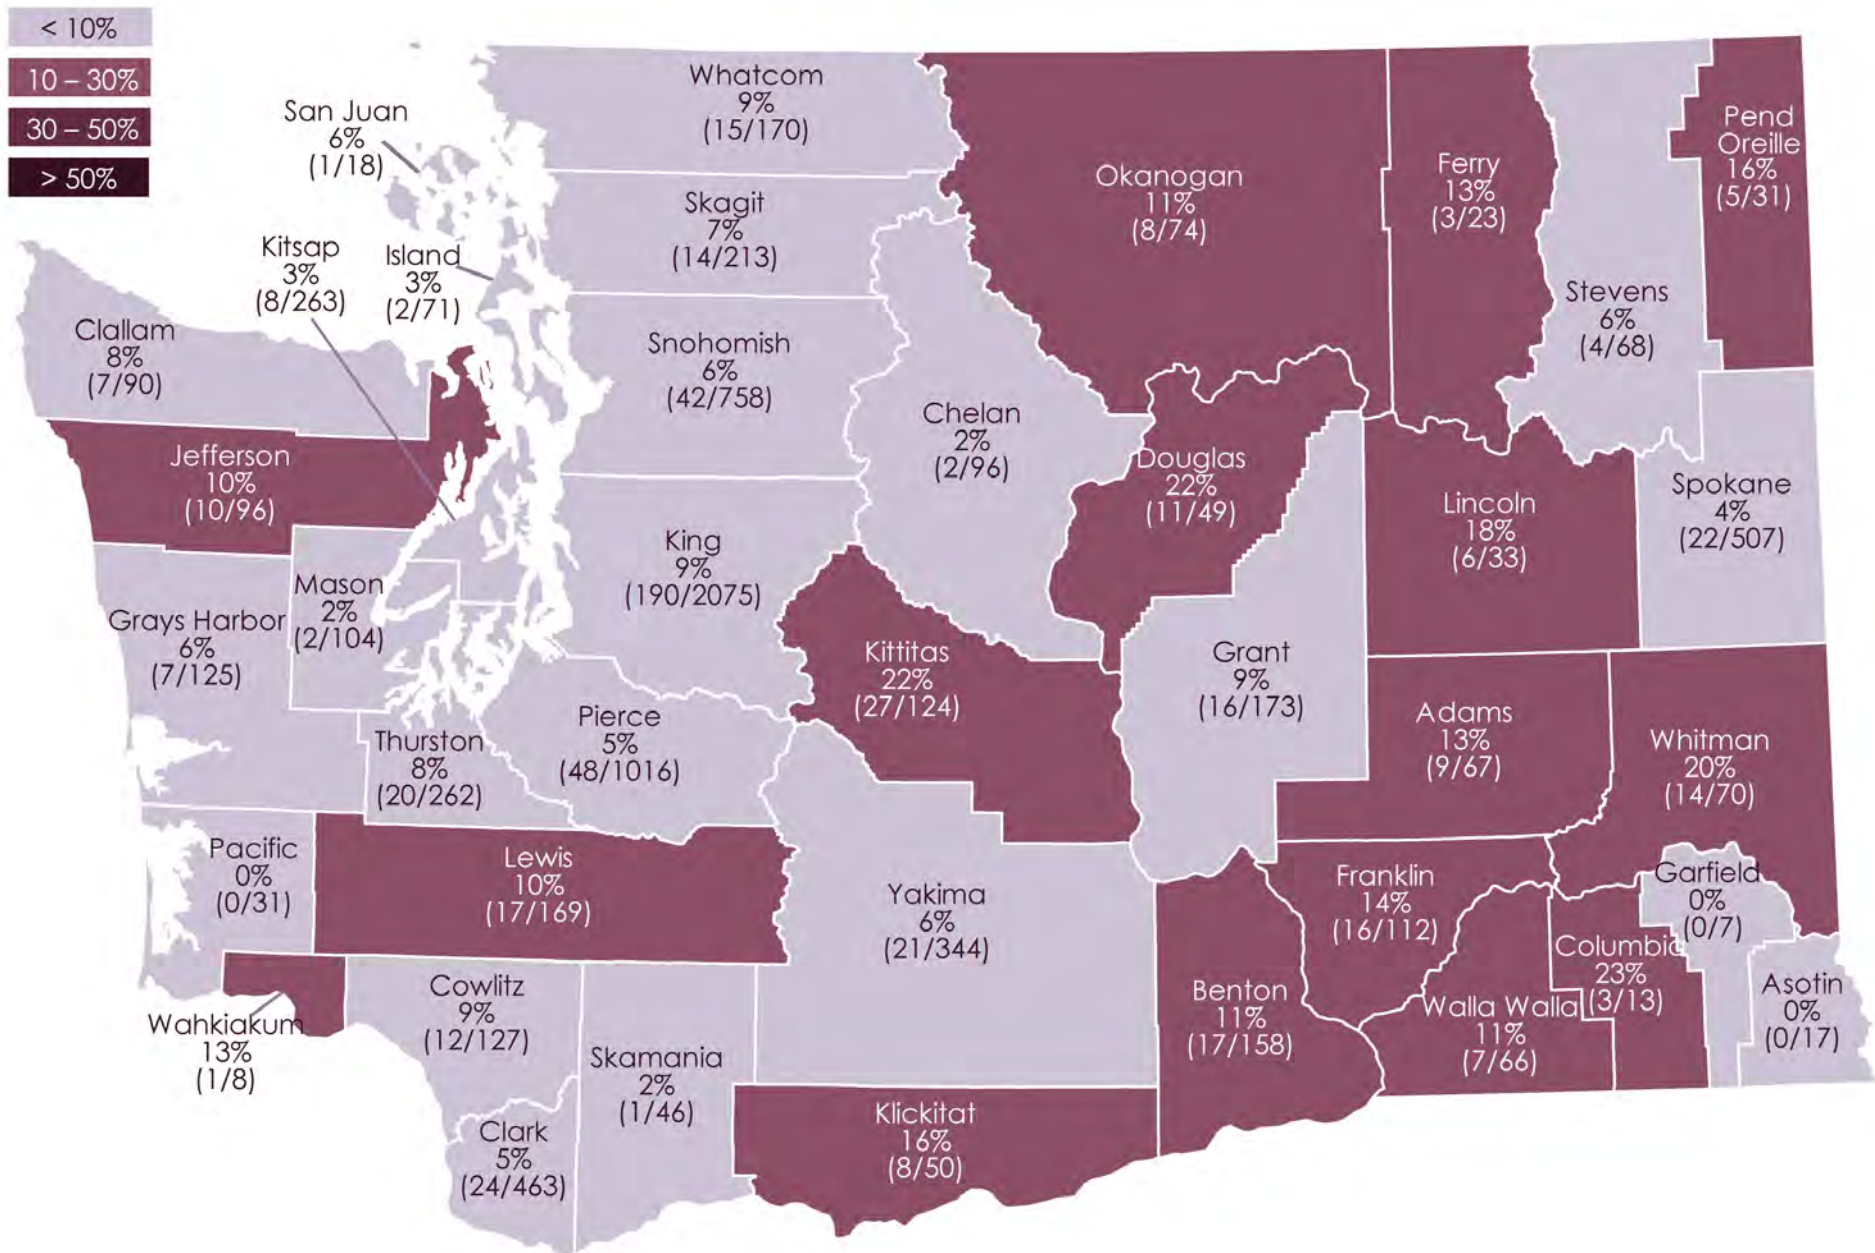 < 10%
10 – 30%
30 – 50%
> 50%
Whatcom
9%
(15/170)
San Juan
6%
(1/18)
Skagit
7%
(14/213)
Kitsap
3%
(8/263)
Island
3%
(2/71)
Clallam
8%
(7/90)
Snohomish
6%
(42/758)
Jefferson
10%
(10/96)
Okanogan
11%
(8/74)
Ferry
13%
(3/23)
Pend
Oreille
16%
(5/31)
Stevens
6%
(4/68)
Chelan
2%
(2/96)
Douglas
22%
(11/49)
Lincoln
18%
(6/33)
Spokane
4%
(22/507)
King
9%
(190/2075)
Mason
2%
(2/104)
Grays Harbor
6%
(7/125)
Kittitas
22%
(27/124)
Grant
9%
(16/173)
Adams
13%
(9/67)
Whitman
20%
(14/70)
Pierce
5%
(48/1016)
Thurston
8%
(20/262)
Pacific
0%
(0/31)
Lewis
10%
(17/169)
Yakima
6%
(21/344)
Franklin
14%
(16/112)
Garfield
0%
(0/7)
Columbia
23%
(3/13)
Asotin
0%
(0/17)
Wahkiakum
13%
(1/8)
Cowlitz
9%
(12/127)
Skamania
2%
(1/46)
Benton
11%
(17/158)
Walla Walla
11%
(7/66)
Clark
5%
(24/463)
Klickitat
16%
(8/50)